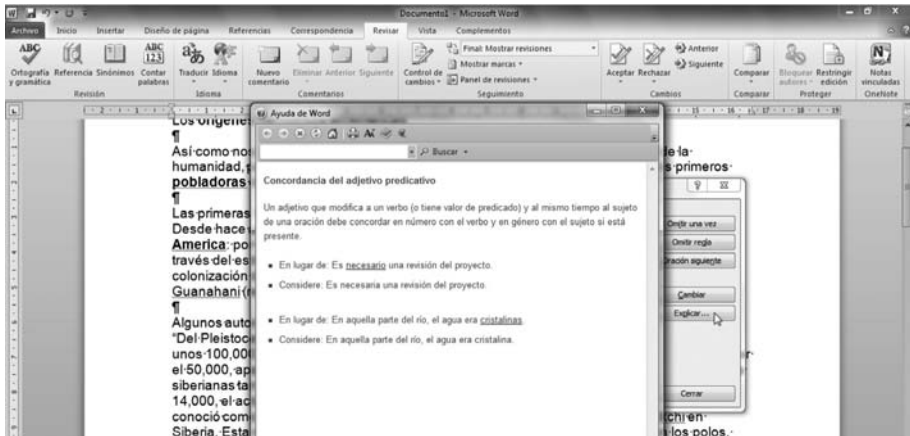 Documento1 - Microsoft Word
Archivo Inicio Insertar Diseño de página Referencias Correspondencia Revisar Vista Complementos
ABC
Ortografía y gramática
Referencia
Sinónimos
ABC 123
Contar palabras
Revisión
Traducir
Idioma
Idioma
Nuevo comentario
Eliminar
Anterior
Siguiente
Comentarios
Control de cambios
Final: Mostrar revisiones
Mostrar marcas
Panel de revisiones
Seguimiento
Aceptar
Rechazar
Anterior
Siguiente
Cambios
Comparar
Comparar
Bloquear autores
Restringir edición
Proteger
Notas vinculadas
OneNote
Los orígenes
¶
Así como nos
humanidad,
pobladoras
¶
Las primeras
Desde hace
America: po
través del es
colonización
Guanahani
¶
Algunos auto
"Del Pleistoc
unos 100,00
el 50,000, ap
siberianas ta
14,000, el ac
conoció com
Siberia. Esta
de la
s primeros
chi en
los polos,
Ayuda de Word
Buscar
Concordancia del adjetivo predicativo
Un adjetivo que modifica a un verbo (o tiene valor de predicado) y al mismo tiempo al sujeto
de una oración debe concordar en número con el verbo y en género con el sujeto si está
presente.
• En lugar de: Es necesario una revisión del proyecto.
• Considere: Es necesaria una revisión del proyecto.
• En lugar de: En aquella parte del río, el agua era cristalinas.
• Considere: En aquella parte del río, el agua era cristalina.
Omitir una vez
Omitir regla
Oración siguiente
Cambiar
Explicar...
Cerrar